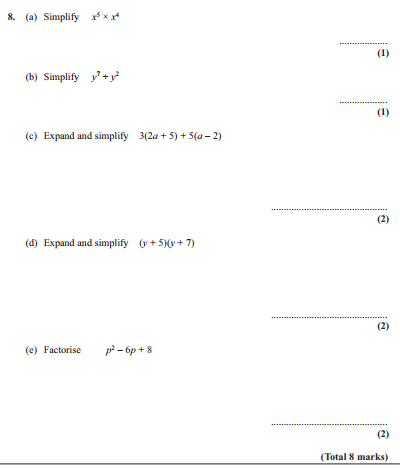 8. (a) Simplify x⁵ × x⁴
....................
(1)
(b) Simplify y⁷ ÷ y²
....................
(1)
(c) Expand and simplify 3(2a + 5) + 5(a – 2)
..................................................
(2)
(d) Expand and simplify (y + 5)(y + 7)
..................................................
(2)
(e) Factorise p² – 6p + 8
..................................................
(2)
(Total 8 marks)